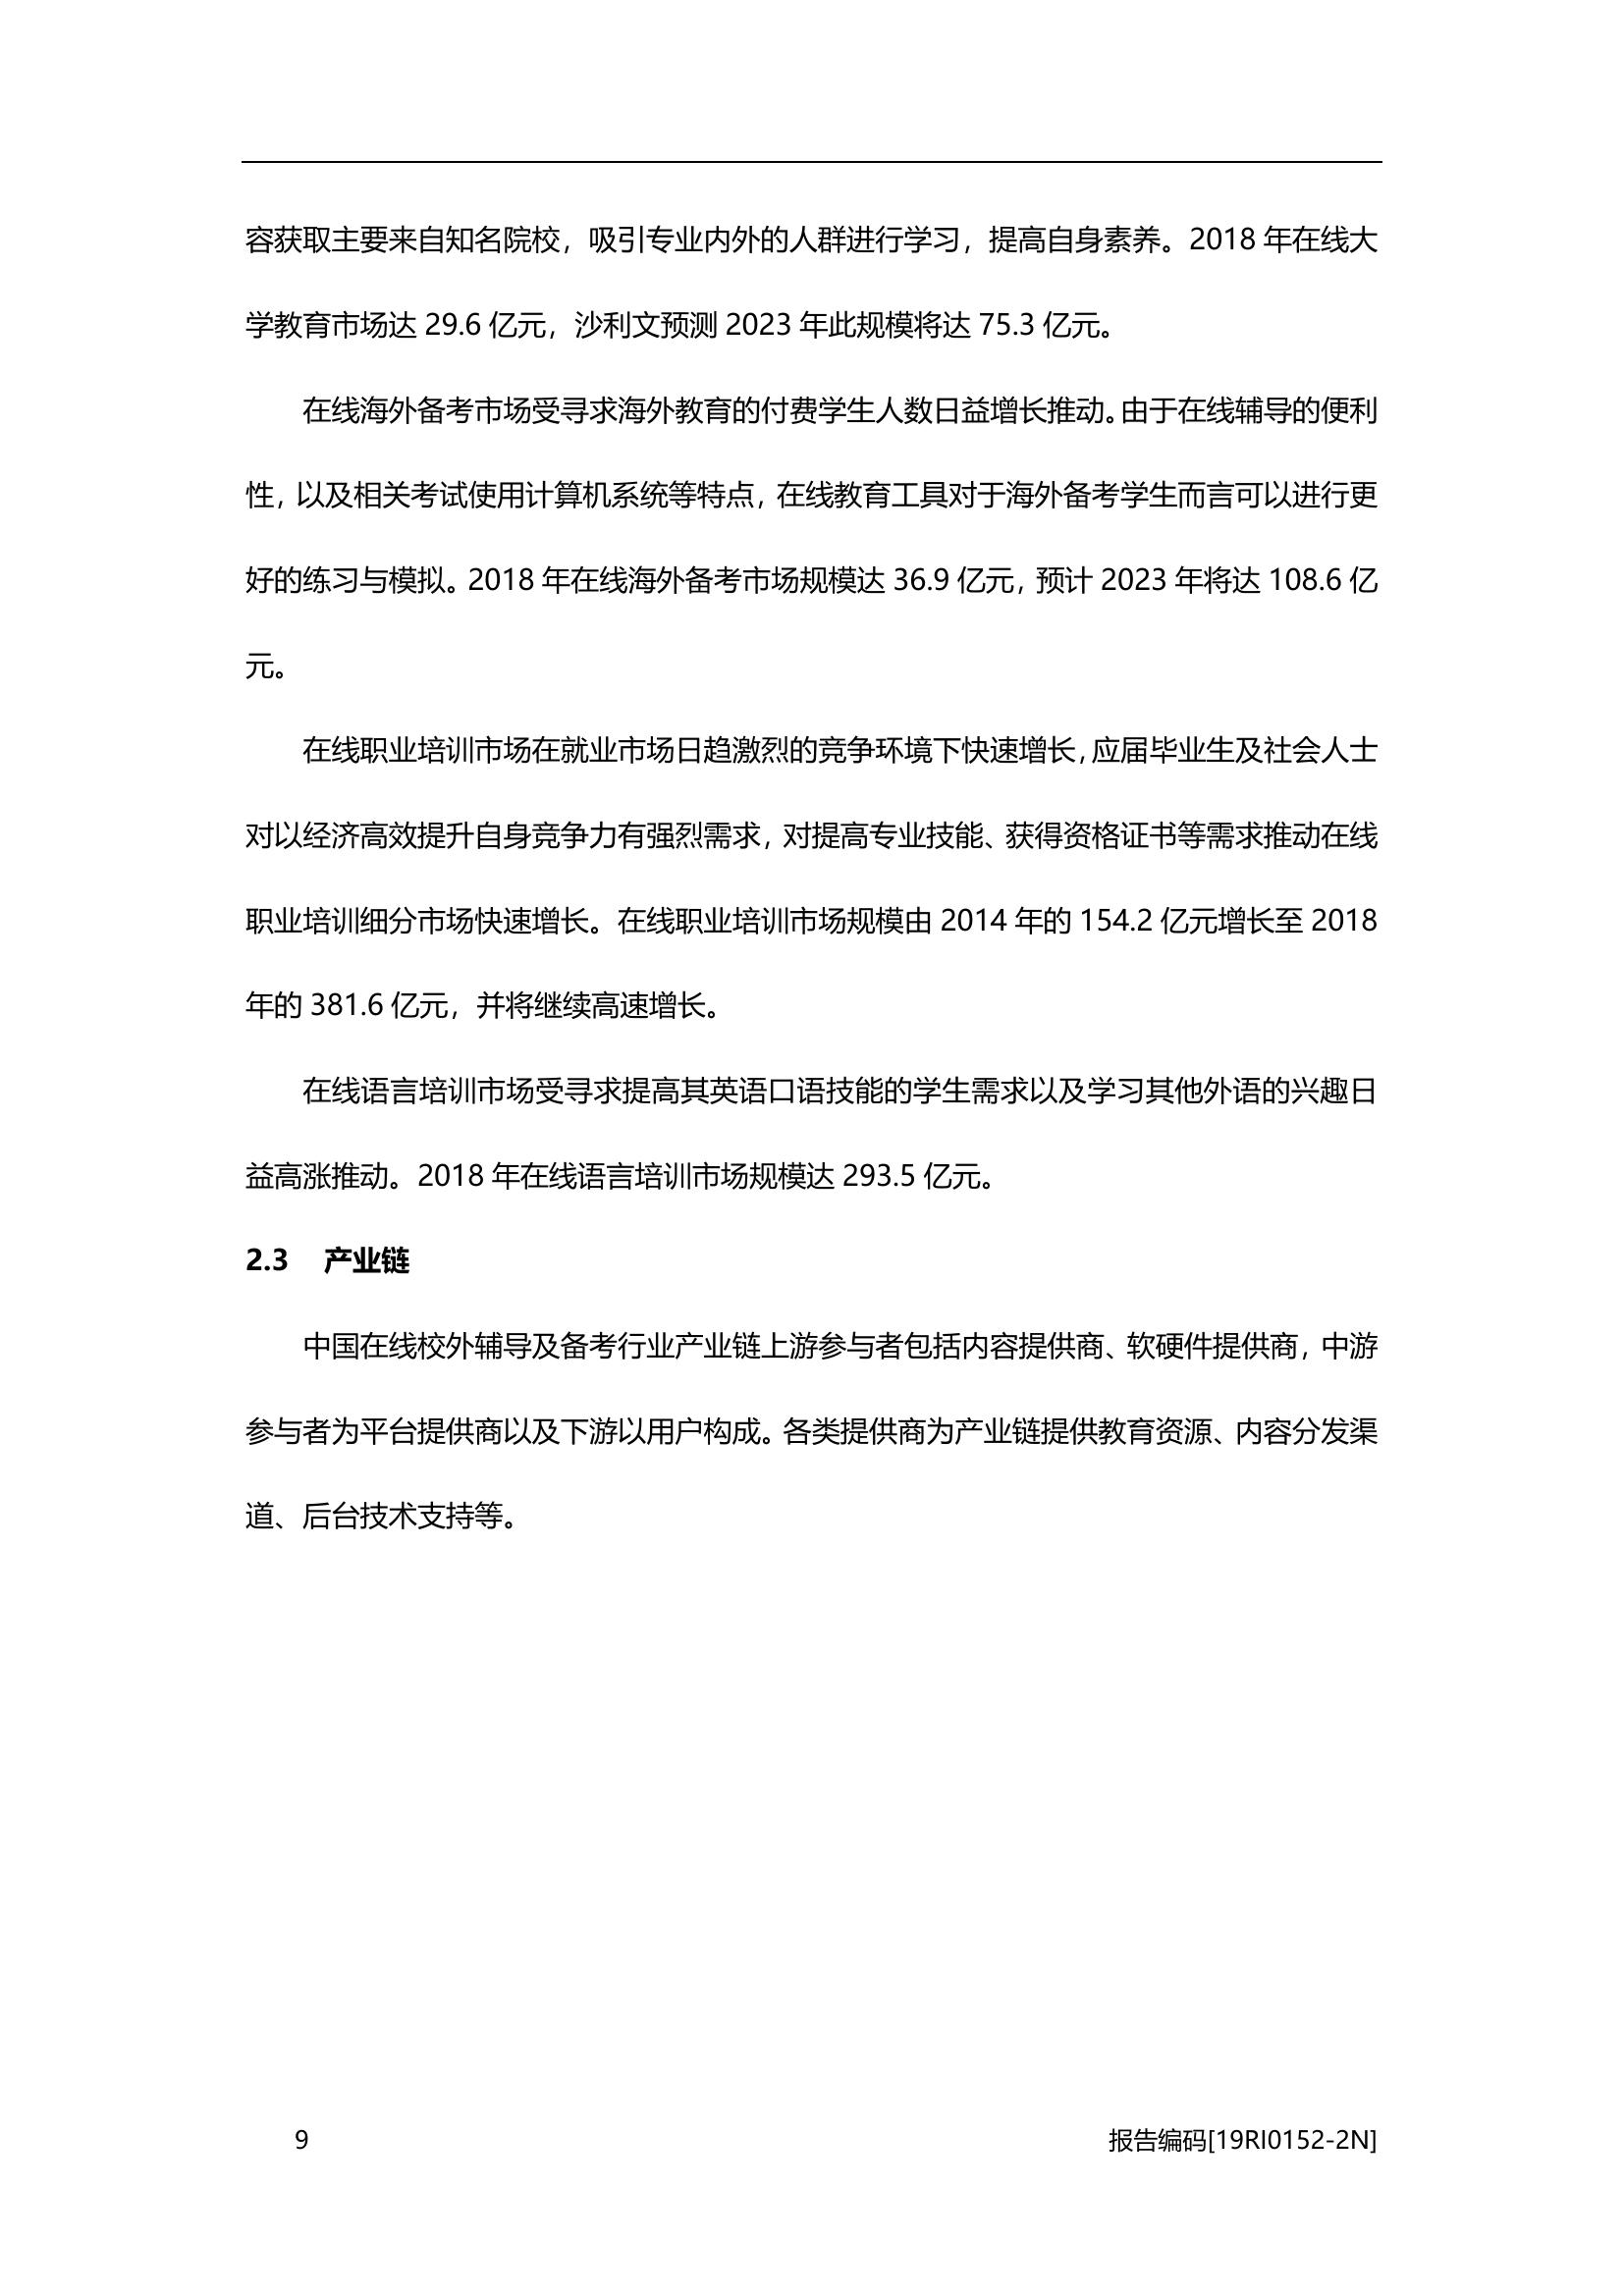 容获取主要来自知名院校，吸引专业内外的人群进行学习，提高自身素养。2018 年在线大
学教育市场达 29.6 亿元，沙利文预测 2023 年此规模将达 75.3 亿元。
在线海外备考市场受寻求海外教育的付费学生人数日益增长推动。由于在线辅导的便利
性，以及相关考试使用计算机系统等特点，在线教育工具对于海外备考学生而言可以进行更
好的练习与模拟。2018 年在线海外备考市场规模达 36.9 亿元，预计 2023 年将达 108.6 亿
元。
在线职业培训市场在就业市场日趋激烈的竞争环境下快速增长，应届毕业生及社会人士
对以经济高效提升自身竞争力有强烈需求，对提高专业技能、获得资格证书等需求推动在线
职业培训细分市场快速增长。在线职业培训市场规模由 2014 年的 154.2 亿元增长至 2018
年的 381.6 亿元，并将继续高速增长。
在线语言培训市场受寻求提高其英语口语技能的学生需求以及学习其他外语的兴趣日
益高涨推动。2018 年在线语言培训市场规模达 293.5 亿元。
2.3 产业链
中国在线校外辅导及备考行业产业链上游参与者包括内容提供商、软硬件提供商，中游
参与者为平台提供商以及下游以用户构成。各类提供商为产业链提供教育资源、内容分发渠
道、后台技术支持等。
9 报告编码[19RI0152-2N]